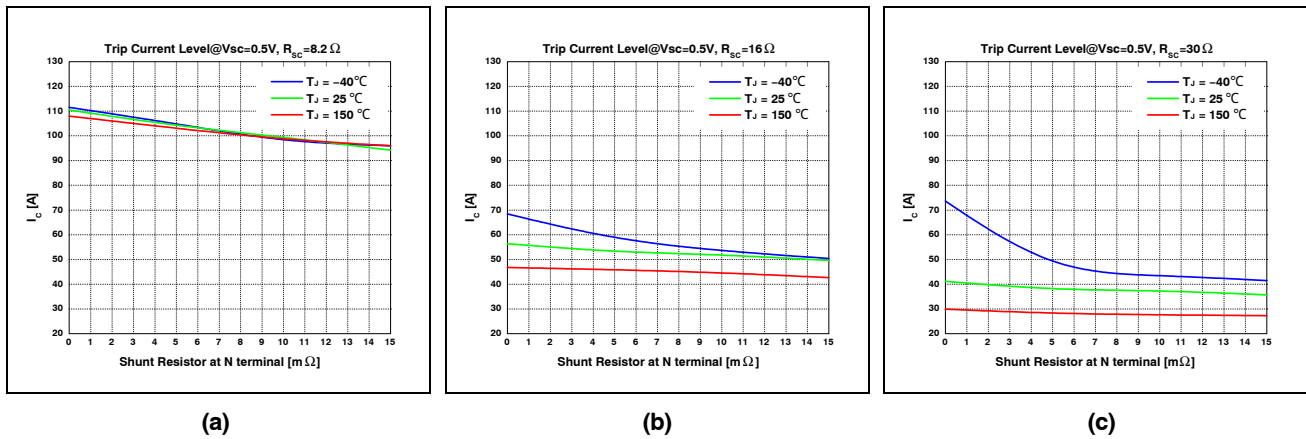 Trip Current Level@Vsc=0.5V, RSC=8.2Ω
130
120
110
100
90
80
70
60
50
40
30
20
IC [A]
TJ = −40℃
TJ = 25 ℃
TJ = 150 ℃
0 1 2 3 4 5 6 7 8 9 10 11 12 13 14 15
Shunt Resistor at N terminal [mΩ]
(a)
Trip Current Level@Vsc=0.5V, RSC=16Ω
130
120
110
100
90
80
70
60
50
40
30
20
IC [A]
TJ = −40℃
TJ = 25 ℃
TJ = 150 ℃
0 1 2 3 4 5 6 7 8 9 10 11 12 13 14 15
Shunt Resistor at N terminal [mΩ]
(b)
Trip Current Level@Vsc=0.5V, RSC=30Ω
130
120
110
100
90
80
70
60
50
40
30
20
IC [A]
TJ = −40℃
TJ = 25 ℃
TJ = 150 ℃
0 1 2 3 4 5 6 7 8 9 10 11 12 13 14 15
Shunt Resistor at N terminal [mΩ]
(c)